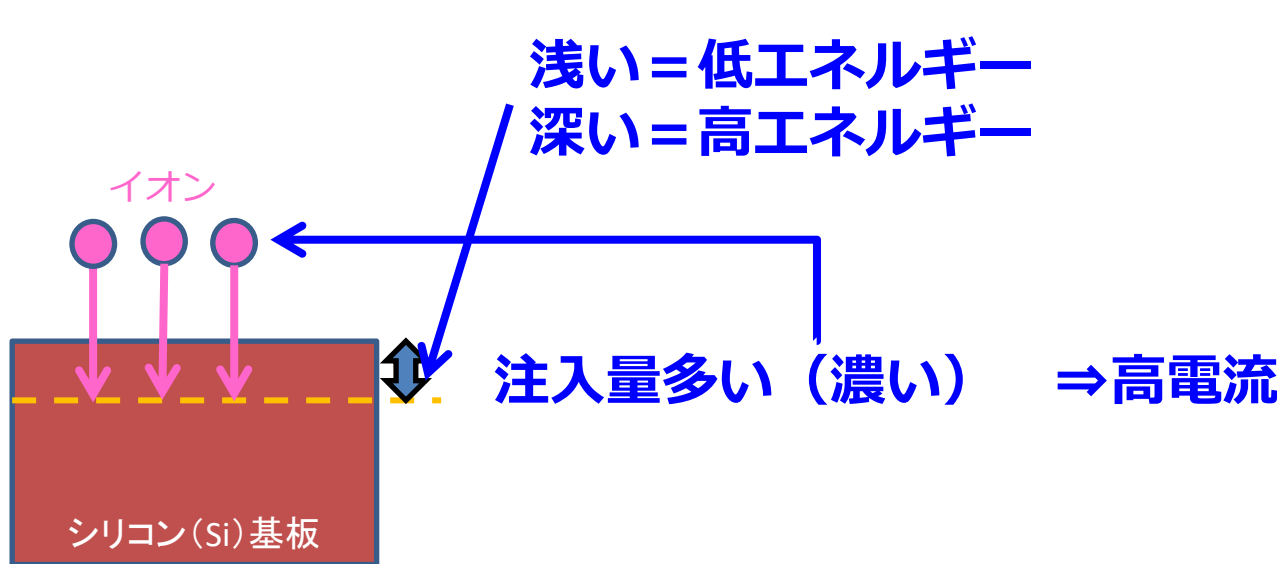 浅い=低エネルギー
深い=高エネルギー
イオン
注入量多い（濃い）　⇒高電流
シリコン（Si）基板